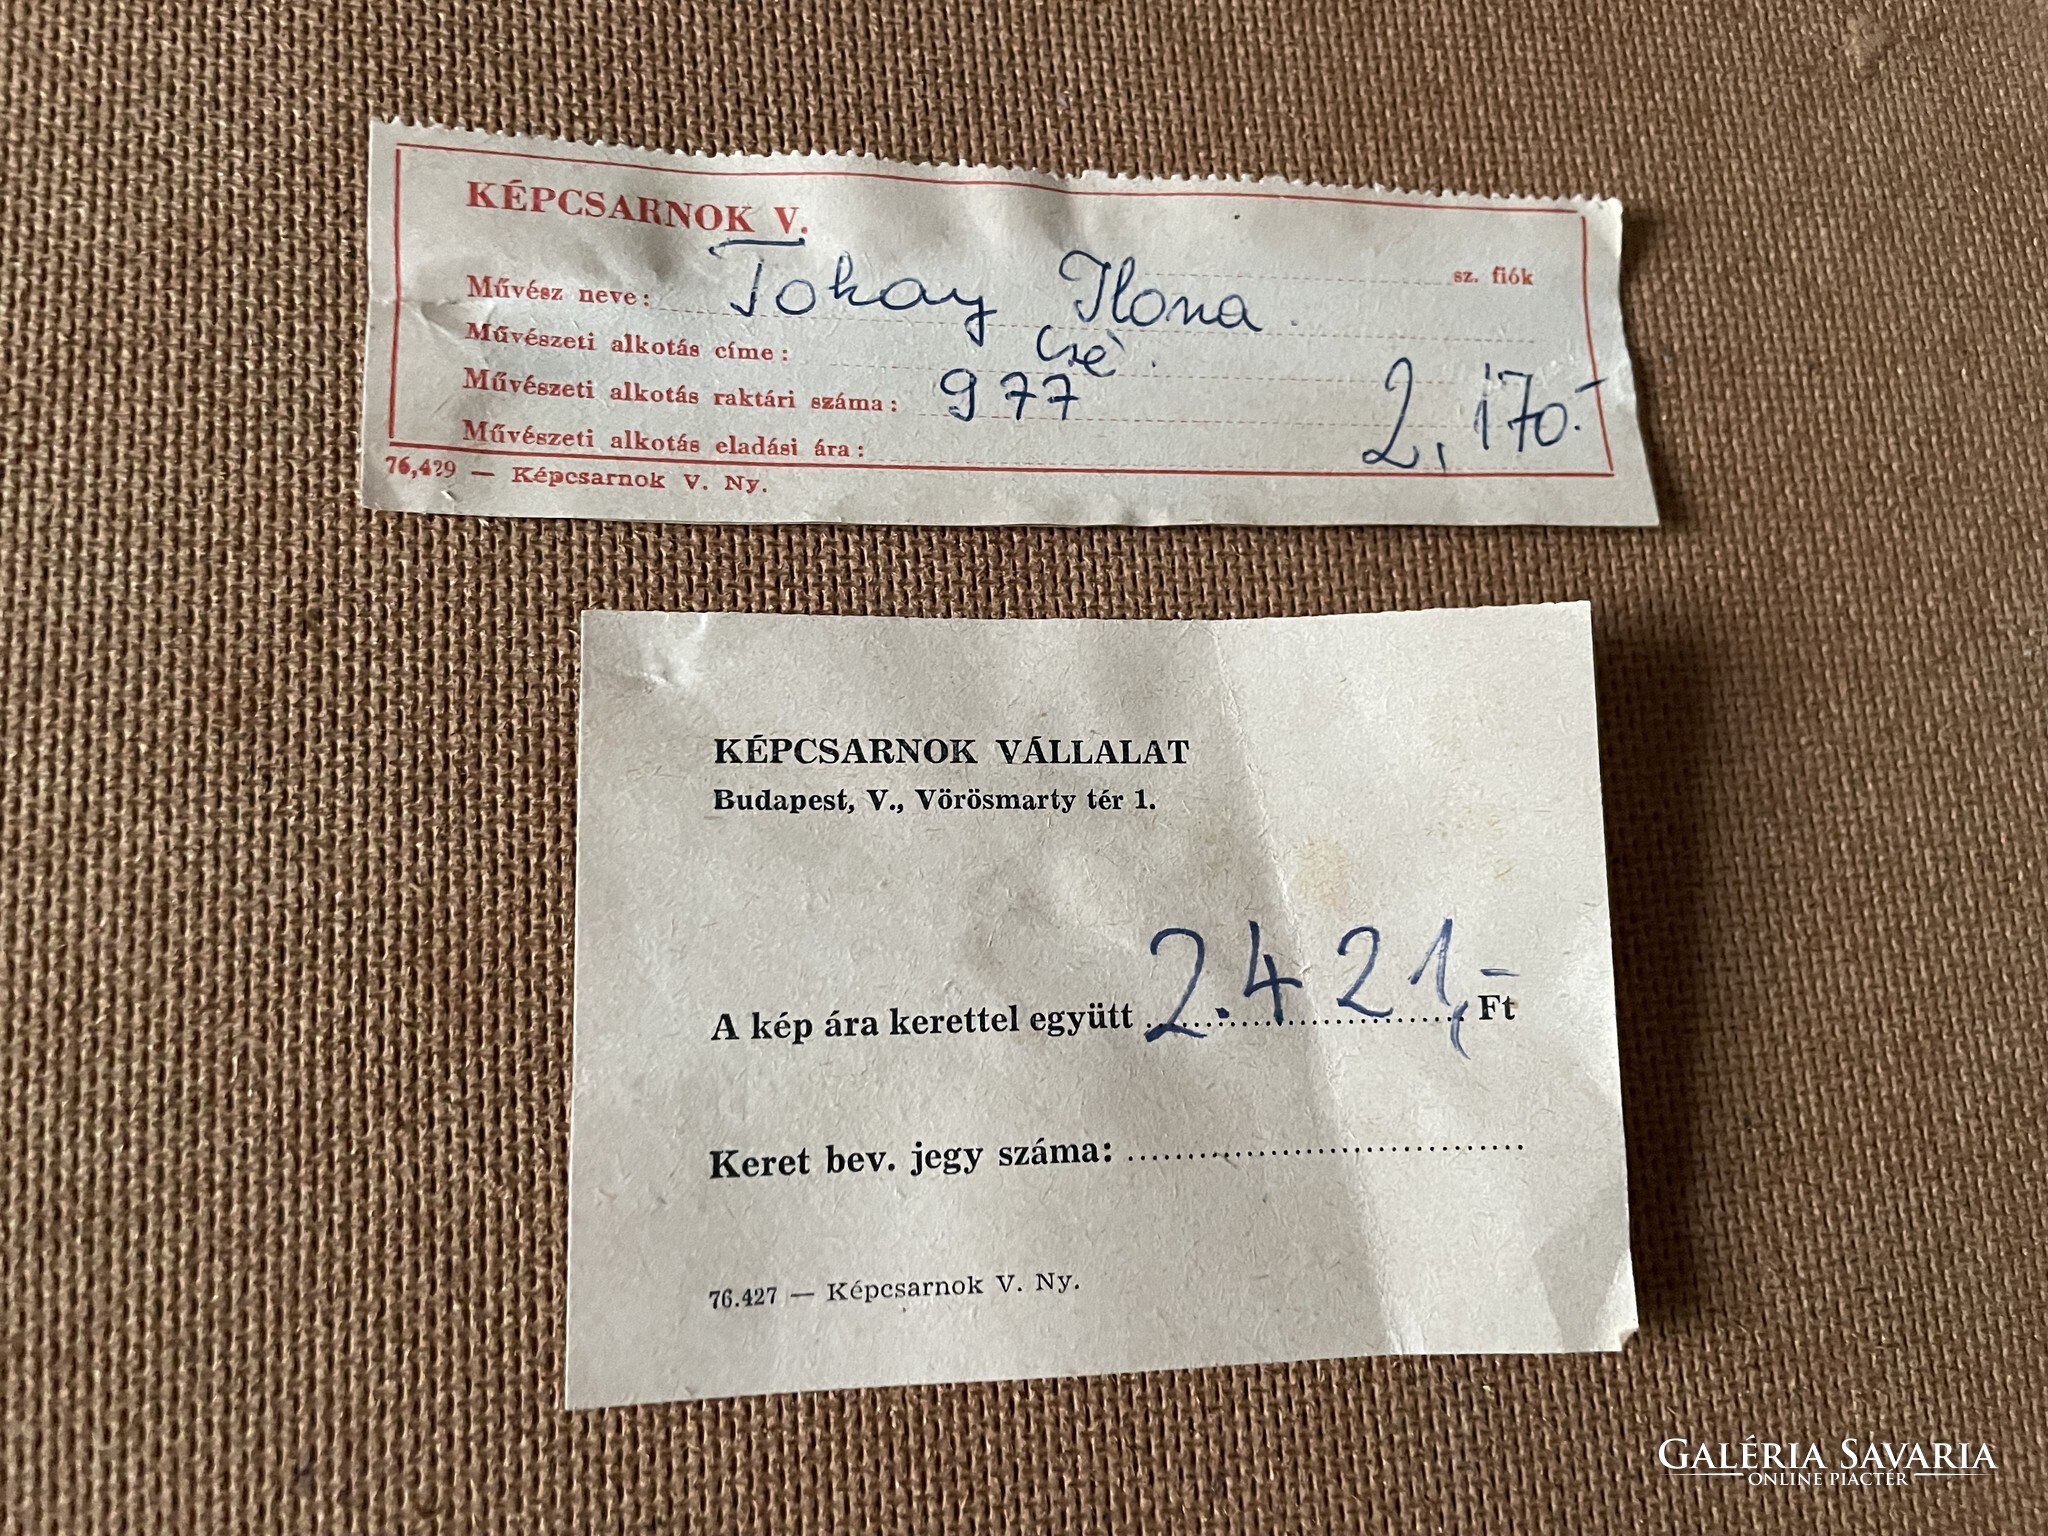 KÉPCSARNOK V.
sz. fiók
Művész neve: Tokay Ilona.
Művészeti alkotás címe:
Művészeti alkotás raktári száma: 977
Művészeti alkotás eladási ára: 2.170.-
76,429 — Képcsarnok V. Ny.
KÉPCSARNOK VÁLLALAT
Budapest, V., Vörösmarty tér 1.
A kép ára kerettel együtt 2.421,- Ft
Keret bev. jegy száma:
76.427 — Képcsarnok V. Ny.
GALÉRIA SAVARIA
ONLINE PIACTÉR